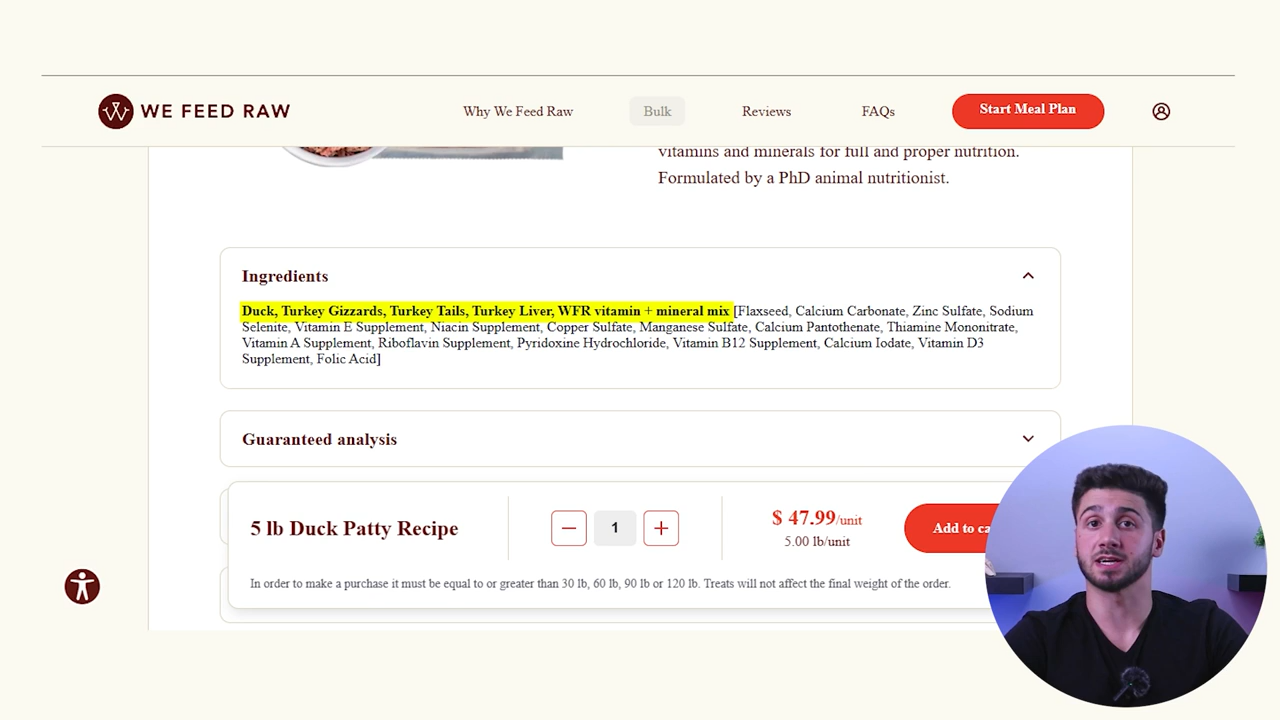 WE FEED RAW
Why We Feed Raw
Bulk
Reviews
FAQs
Start Meal Plan
vitamins and minerals for full and proper nutrition.
Formulated by a PhD animal nutritionist.
Ingredients
Duck, Turkey Gizzards, Turkey Tails, Turkey Liver, WFR vitamin + mineral mix [Flaxseed, Calcium Carbonate, Zinc Sulfate, Sodium
Selenite, Vitamin E Supplement, Niacin Supplement, Copper Sulfate, Manganese Sulfate, Calcium Pantothenate, Thiamine Mononitrate,
Vitamin A Supplement, Riboflavin Supplement, Pyridoxine Hydrochloride, Vitamin B12 Supplement, Calcium Iodate, Vitamin D3
Supplement, Folic Acid]
Guaranteed analysis
5 lb Duck Patty Recipe
1
$ 47.99/unit
5.00 lb/unit
Add to ca
In order to make a purchase it must be equal to or greater than 30 lb, 60 lb, 90 lb or 120 lb. Treats will not affect the final weight of the order.